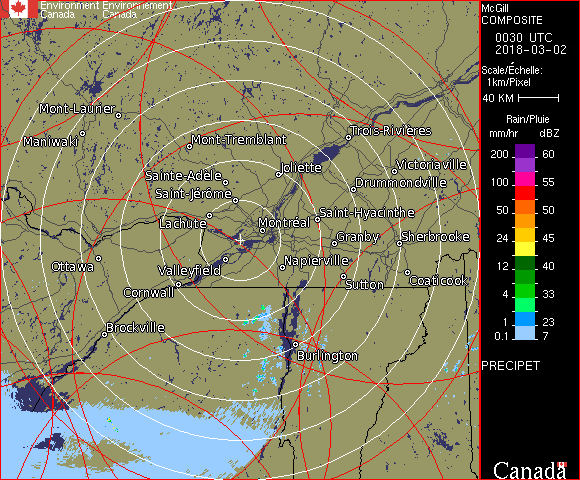 Environment Environnement
Canada Canada
McGill
COMPOSITE
0030 UTC
2018-03-02
Scale/Échelle:
1km/Pixel
40 KM
Rain/Pluie
mm/hr dBZ
200 60
150 57
100 55
50 50
24 45
12 40
4 33
1 23
0.1 7
PRECIPET
Canada
Mont-Laurier
Maniwaki
Mont-Tremblant
Trois-Rivières
Joliette
Victoriaville
Sainte-Adèle
Drummondville
Saint-Jérôme
Lachute
Saint-Hyacinthe
Montréal
Granby
Sherbrooke
Ottawa
Valleyfield
Napierville
Cornwall
Sutton
Coaticook
Brockville
Burlington